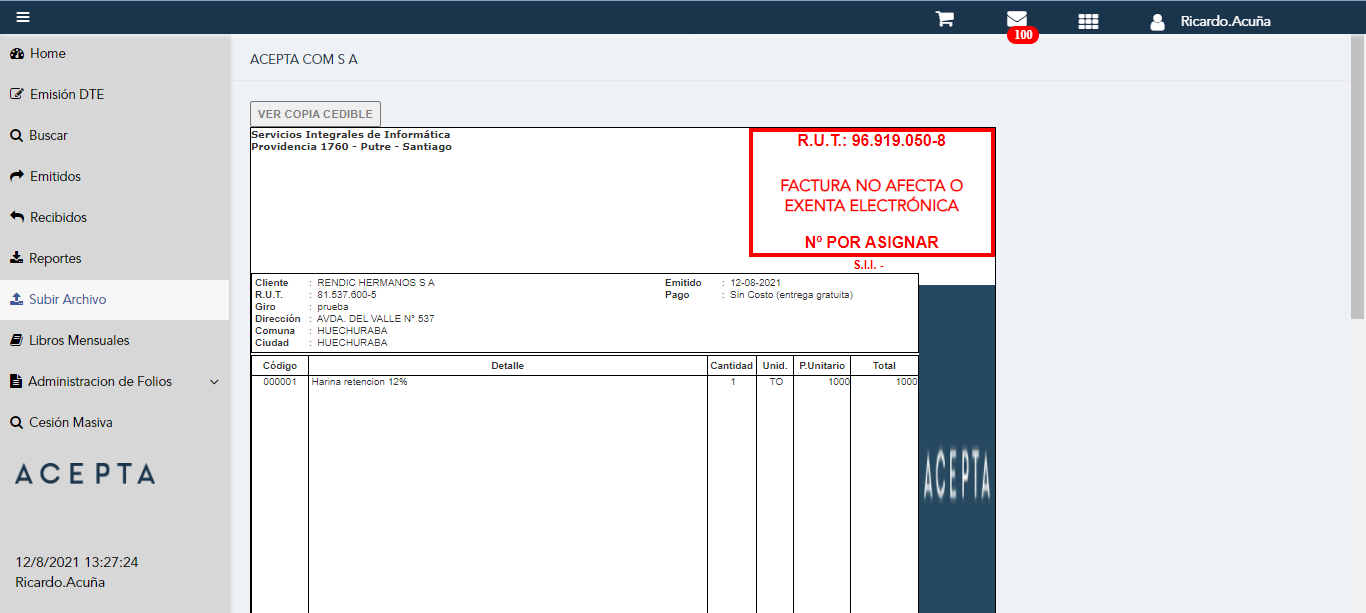 100
Ricardo.Acuña
Home
Emisión DTE
Buscar
Emitidos
Recibidos
Reportes
Subir Archivo
Libros Mensuales
Administracion de Folios
Cesión Masiva
ACEPTA
12/8/2021 13:27:24
Ricardo.Acuña
ACEPTA COM S A
VER COPIA CEDIBLE
Servicios Integrales de Informática
Providencia 1760 - Putre - Santiago
R.U.T.: 96.919.050-8
FACTURA NO AFECTA O
EXENTA ELECTRÓNICA
Nº POR ASIGNAR
S.I.I. -
Cliente : RENDIC HERMANOS S A Emitido : 12-08-2021
R.U.T. : 81.537.600-5 Pago : Sin Costo (entrega gratuita)
Giro : prueba
Dirección : AVDA. DEL VALLE N° 537
Comuna : HUECHURABA
Ciudad : HUECHURABA
Código Detalle Cantidad Unid. P.Unitario Total
000001 Harina retencion 12% 1 TO 1000 1000
ACEPTA